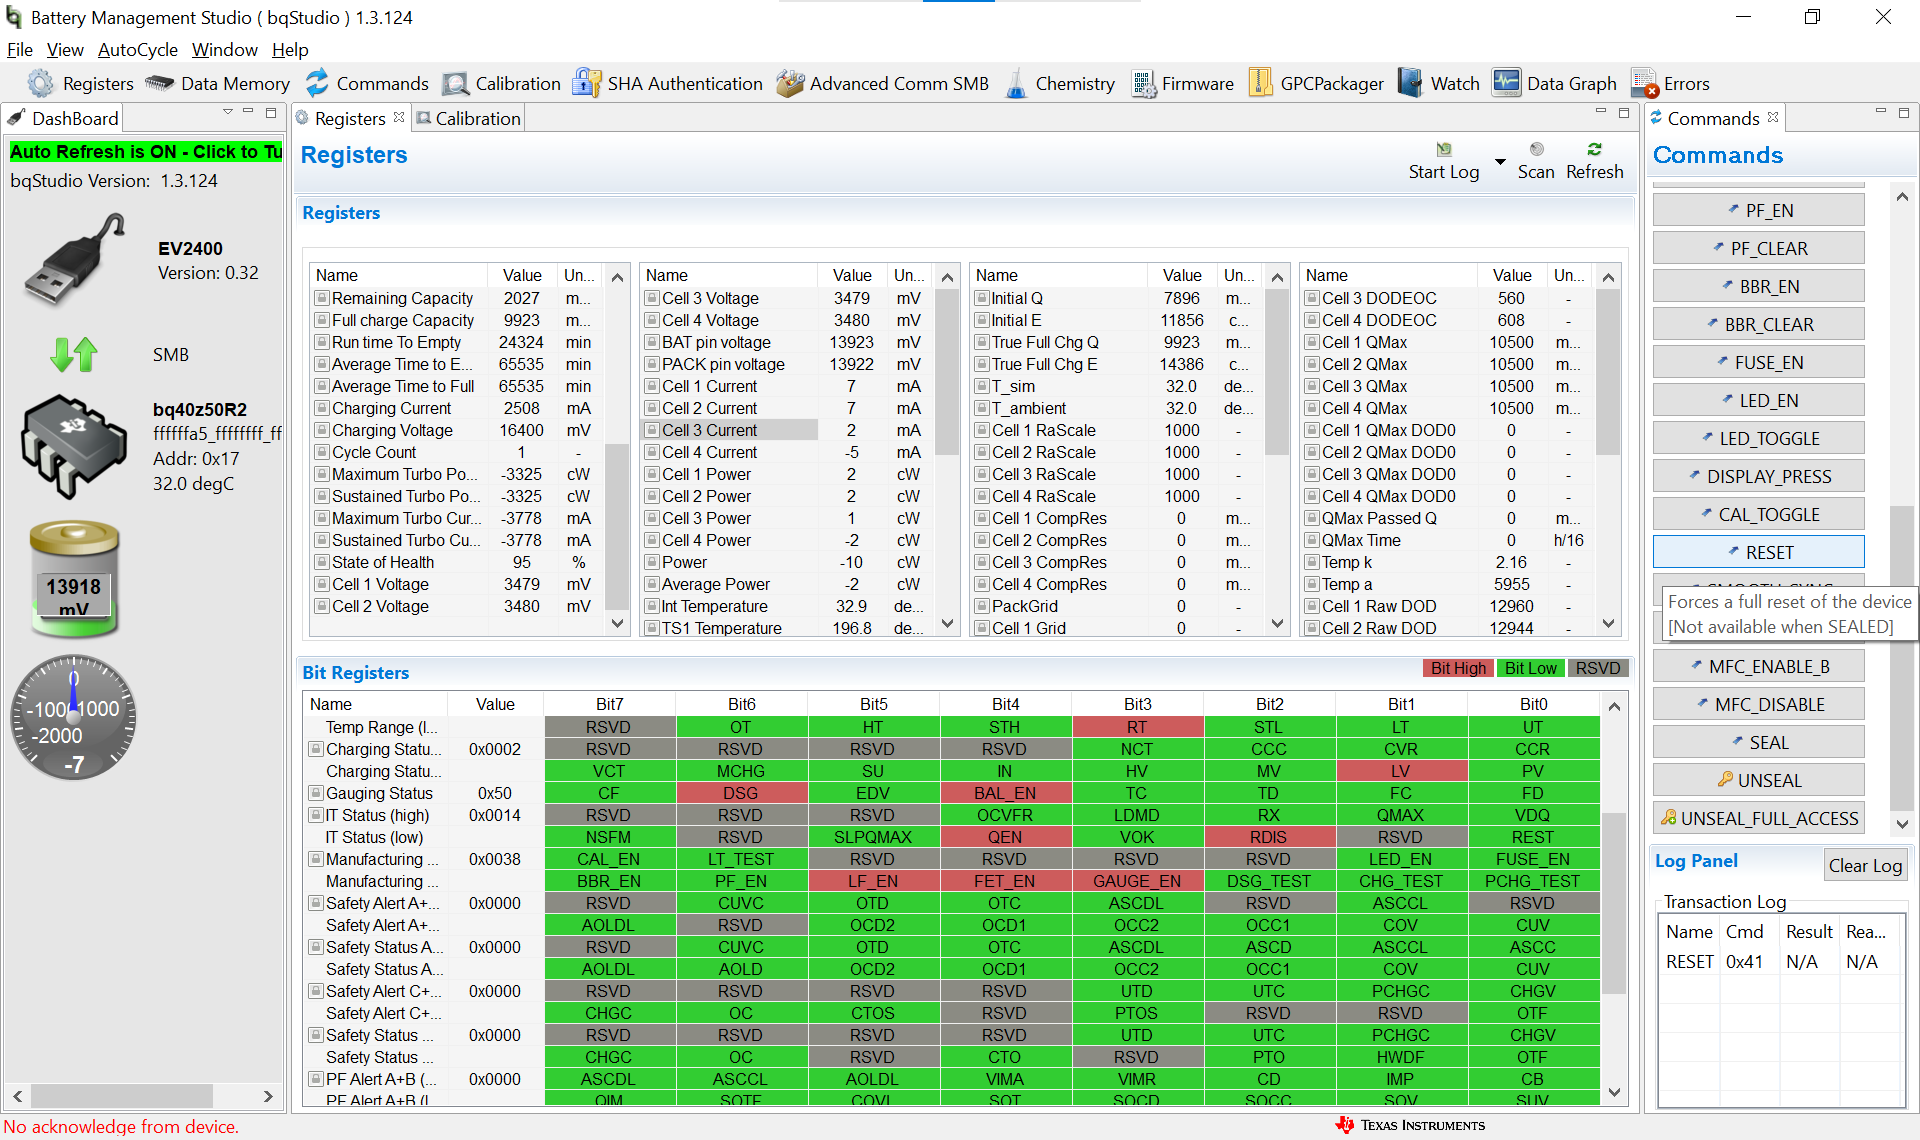 Battery Management Studio ( bqStudio ) 1.3.124
File View AutoCycle Window Help
Registers Data Memory Commands Calibration SHA Authentication Advanced Comm SMB Chemistry Firmware GPCPackager Watch Data Graph Errors
DashBoard
Auto Refresh is ON - Click to Tu
bqStudio Version: 1.3.124
EV2400
Version: 0.32
SMB
bq40z50R2
ffffffa5_ffffffff_ff
Addr: 0x17
32.0 degC
13918
mV
0
-1000 1000
-2000
-7
Registers Calibration
Registers
Start Log Scan Refresh
Registers
Name Value Un...
Remaining Capacity 2027 m...
Full charge Capacity 9923 m...
Run time To Empty 24324 min
Average Time to E... 65535 min
Average Time to Full 65535 min
Charging Current 2508 mA
Charging Voltage 16400 mV
Cycle Count 1 -
Maximum Turbo Po... -3325 cW
Sustained Turbo Po... -3325 cW
Maximum Turbo Cur... -3778 mA
Sustained Turbo Cu... -3778 mA
State of Health 95 %
Cell 1 Voltage 3479 mV
Cell 2 Voltage 3480 mV
Name Value Un...
Cell 3 Voltage 3479 mV
Cell 4 Voltage 3480 mV
BAT pin voltage 13923 mV
PACK pin voltage 13922 mV
Cell 1 Current 7 mA
Cell 2 Current 7 mA
Cell 3 Current 2 mA
Cell 4 Current -5 mA
Cell 1 Power 2 cW
Cell 2 Power 2 cW
Cell 3 Power 1 cW
Cell 4 Power -2 cW
Power -10 cW
Average Power -2 cW
Int Temperature 32.9 de...
TS1 Temperature 196.8 de...
Name Value Un...
Initial Q 7896 m...
Initial E 11856 c...
True Full Chg Q 9923 m...
True Full Chg E 14386 c...
T_sim 32.0 de...
T_ambient 32.0 de...
Cell 1 RaScale 1000 -
Cell 2 RaScale 1000 -
Cell 3 RaScale 1000 -
Cell 4 RaScale 1000 -
Cell 1 CompRes 0 m...
Cell 2 CompRes 0 m...
Cell 3 CompRes 0 m...
Cell 4 CompRes 0 m...
PackGrid 0 -
Cell 1 Grid 0 -
Name Value Un...
Cell 3 DODEOC 560 -
Cell 4 DODEOC 608 -
Cell 1 QMax 10500 m...
Cell 2 QMax 10500 m...
Cell 3 QMax 10500 m...
Cell 4 QMax 10500 m...
Cell 1 QMax DOD0 0 -
Cell 2 QMax DOD0 0 -
Cell 3 QMax DOD0 0 -
Cell 4 QMax DOD0 0 -
QMax Passed Q 0 m...
QMax Time 0 h/16
Temp k 2.16 -
Temp a 5955 -
Cell 1 Raw DOD 12960 -
Cell 2 Raw DOD 12944 -
Bit Registers Bit High Bit Low RSVD
Name Value Bit7 Bit6 Bit5 Bit4 Bit3 Bit2 Bit1 Bit0
Temp Range (l... RSVD OT HT STH RT STL LT UT
Charging Statu... 0x0002 RSVD RSVD RSVD RSVD NCT CCC CVR CCR
Charging Statu... VCT MCHG SU IN HV MV LV PV
Gauging Status 0x50 CF DSG EDV BAL_EN TC TD FC FD
IT Status (high) 0x0014 RSVD RSVD RSVD OCVFR LDMD RX QMAX VDQ
IT Status (low) NSFM RSVD SLPQMAX QEN VOK RDIS RSVD REST
Manufacturing ... 0x0038 CAL_EN LT_TEST RSVD RSVD RSVD RSVD LED_EN FUSE_EN
Manufacturing ... BBR_EN PF_EN LF_EN FET_EN GAUGE_EN DSG_TEST CHG_TEST PCHG_TEST
Safety Alert A+... 0x0000 RSVD CUVC OTD OTC ASCDL RSVD ASCCL RSVD
Safety Alert A+... AOLDL RSVD OCD2 OCD1 OCC2 OCC1 COV CUV
Safety Status A... 0x0000 RSVD CUVC OTD OTC ASCDL ASCD ASCCL ASCC
Safety Status A... AOLDL AOLD OCD2 OCD1 OCC2 OCC1 COV CUV
Safety Alert C+... 0x0000 RSVD RSVD RSVD RSVD UTD UTC PCHGC CHGV
Safety Alert C+... CHGC OC CTOS RSVD PTOS RSVD RSVD OTF
Safety Status ... 0x0000 RSVD RSVD RSVD RSVD UTD UTC PCHGC CHGV
Safety Status ... CHGC OC RSVD CTO RSVD PTO HWDF OTF
PF Alert A+B (... 0x0000 ASCDL ASCCL AOLDL VIMA VIMR CD IMP CB
PF Alert A+B (l... QIM SOTF COVL SOT SOCD SOCC SOV SUV
Commands
Commands
PF_EN
PF_CLEAR
BBR_EN
BBR_CLEAR
FUSE_EN
LED_EN
LED_TOGGLE
DISPLAY_PRESS
CAL_TOGGLE
RESET
SMOOTH_SYNC
Forces a full reset of the device
[Not available when SEALED]
MFC_ENABLE_B
MFC_DISABLE
SEAL
UNSEAL
UNSEAL_FULL_ACCESS
Log Panel Clear Log
Transaction Log
Name Cmd Result Rea...
RESET 0x41 N/A N/A
No acknowledge from device.
TEXAS INSTRUMENTS